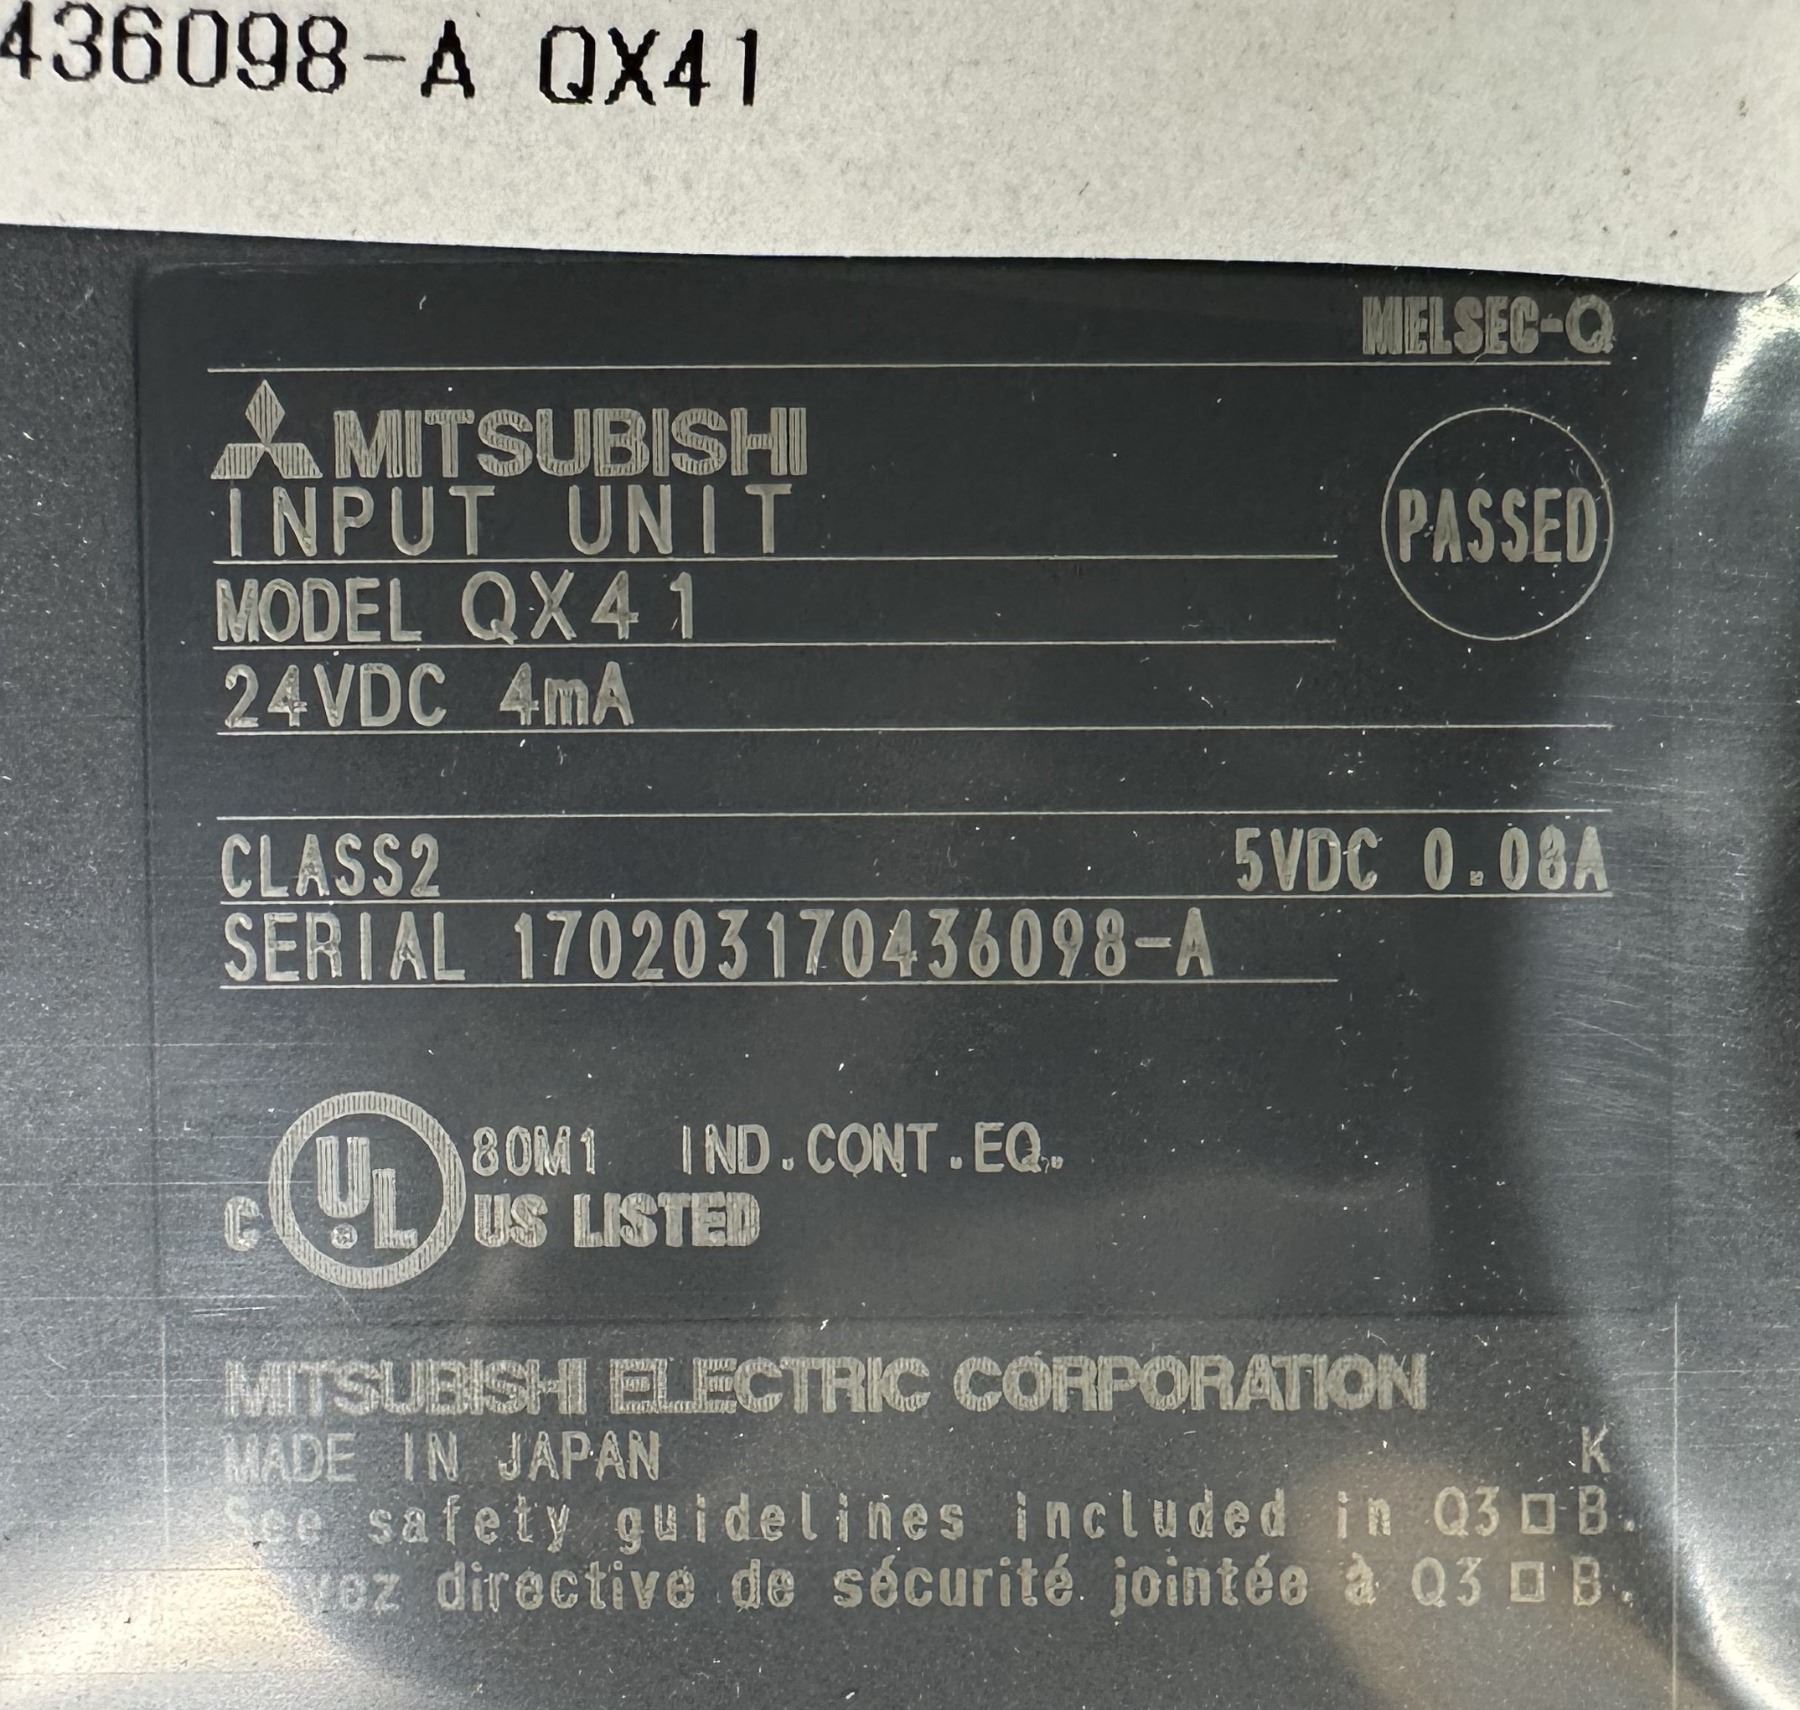 436098-A QX41
MELSEC-Q
MITSUBISHI
INPUT UNIT
PASSED
MODEL QX41
24VDC 4mA
CLASS2 5VDC 0.08A
SERIAL 170203170436098-A
80M1 IND.CONT.EQ.
C UL US LISTED
MITSUBISHI ELECTRIC CORPORATION
MADE IN JAPAN K
See safety guidelines included in Q3□B.
directive de sécurité jointée à Q3□B.